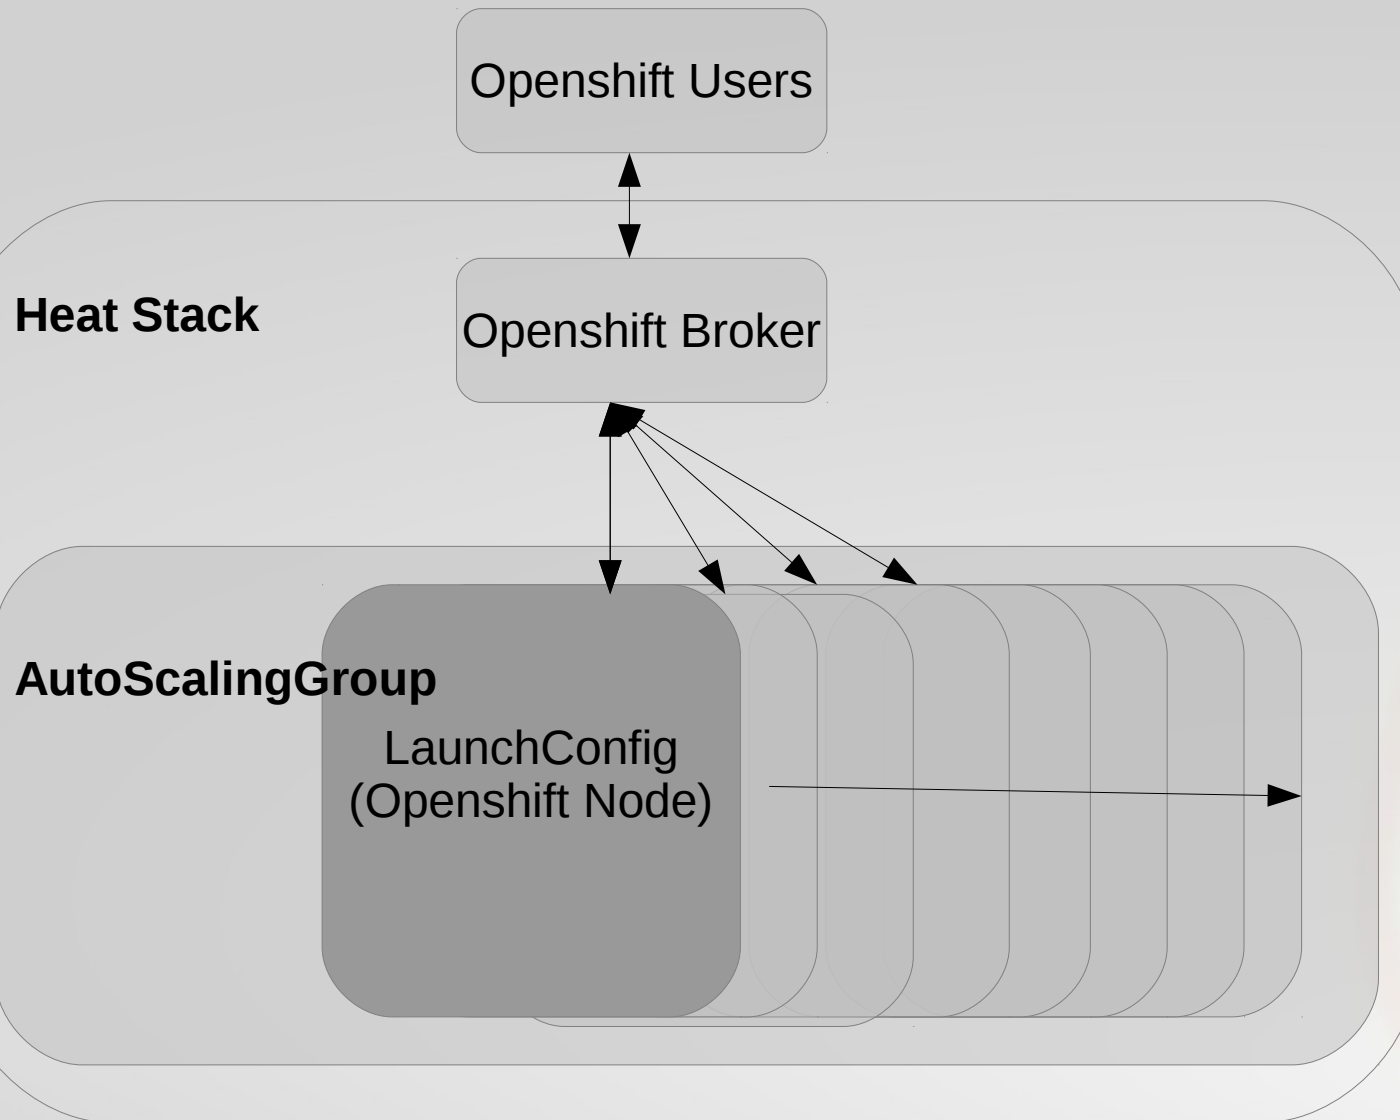 Openshift Users
Heat Stack
Openshift Broker
AutoScalingGroup
LaunchConfig
(Openshift Node)